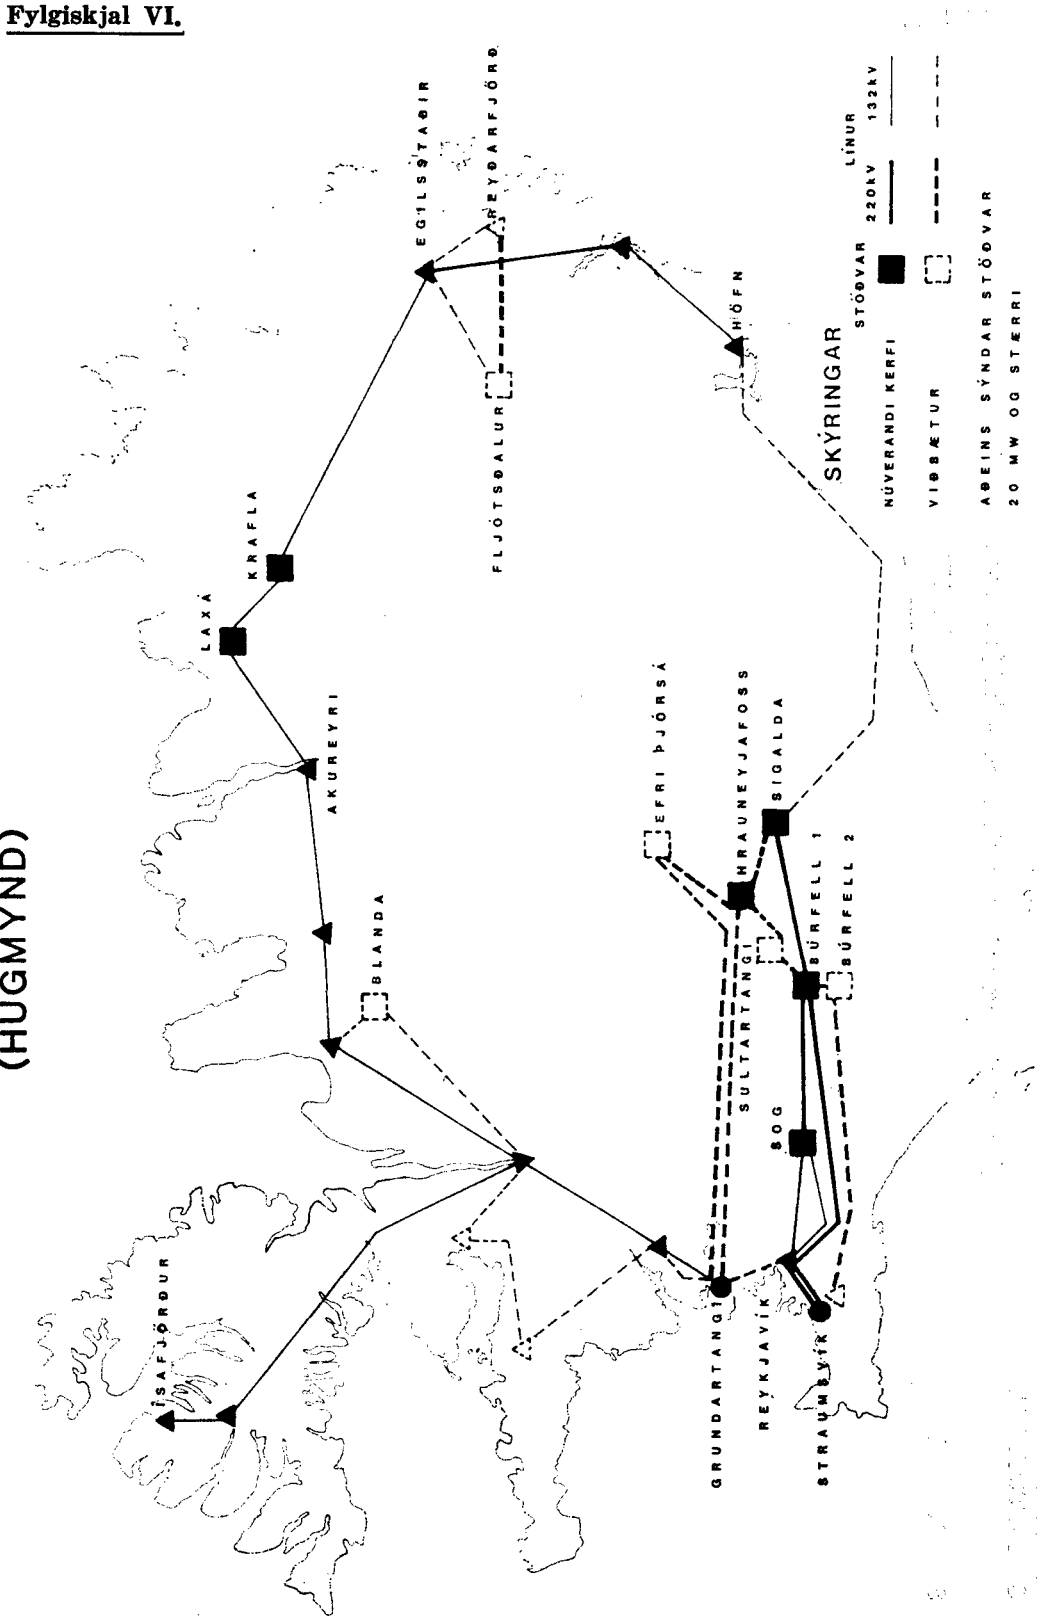 Fylgiskjal VI.
(HUGMYND)
ÍSAFJÖRÐUR
LAXÁ
KRAFLA
AKUREYRI
BLANDA
EGILSSTAÐIR
REYÐARFJÖRÐ
FLJÓTSDALUR
HÖFN
EFRI ÞJÓRSÁ
HRAUNEYJAFOSS
SIGALDA
SULTARTANGI
BÚRFELL 1
BÚRFELL 2
SOG
GRUNDARTANGI
REYKJAVÍK
STRAUMSVÍK
SKÝRINGAR
STÖÐVAR LÍNUR
220kV 132kV
NÚVERANDI KERFI
VIÐBÆTUR
AÐEINS SÝNDAR STÖÐVAR
20 MW OG STÆRRI